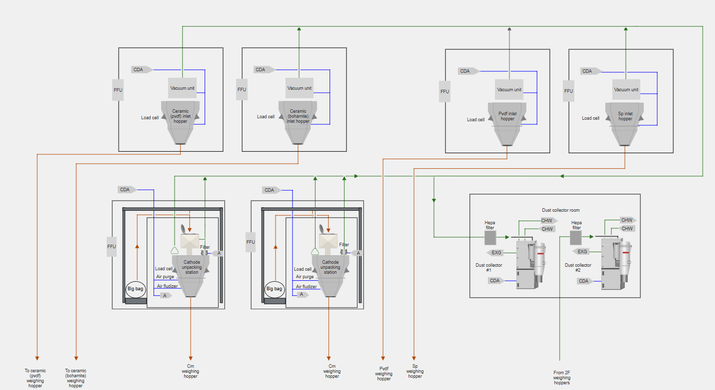 CDA
CDA
CDA
CDA
FFU
Vacuum unit
FFU
Vacuum unit
FFU
Vacuum unit
FFU
Vacuum unit
Load cell
Ceramic
(pvdf) inlet
hopper
Load cell
Ceramic
(bohamite) inlet
hopper
Load cell
Pvdf inlet
hopper
Load cell
Sp inlet
hopper
CDA
CDA
FFU
Filter
A
Load cell
Cathode
unpacking
station
Air purge
Air fludizer
A
Big bag
FFU
Filter
A
Load cell
Cathode
unpacking
station
Air purge
Air fludizer
A
Big bag
Dust collector room
Hepa
filter
CHW
CHW
EXG
Dust collector
#1
CDA
Hepa
filter
CHW
CHW
EXG
Dust collector
#2
CDA
To ceramic
(pvdf)
weighing
hopper
To ceramic
(bohamite)
weighing
hopper
Cm
weighing
hopper
Cm
weighing
hopper
Pvdf
weighing
hopper
Sp
weighing
hopper
From 2F
weighing
hoppers